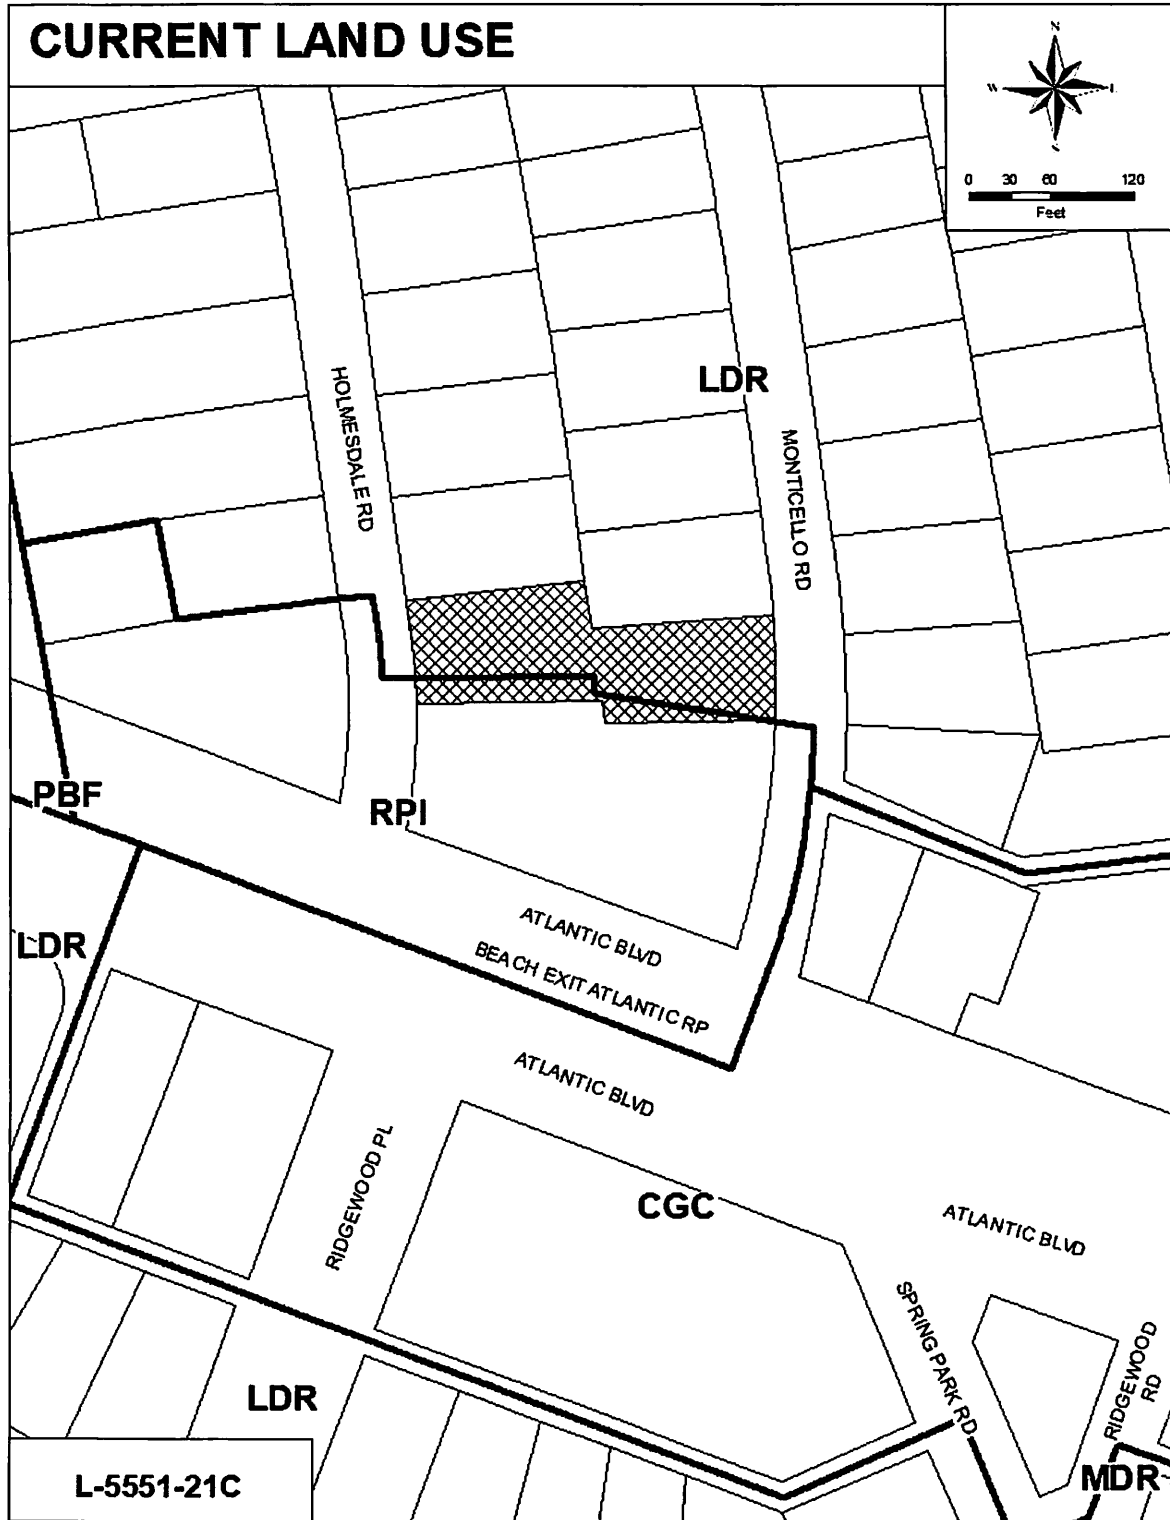 CURRENT LAND USE
N
W
E
S
0 30 60 120
Feet
LDR
HOLMESDALE RD
MONTICELLO RD
PBF
RPI
ATLANTIC BLVD
LDR
BEACH EXIT ATLANTIC RP
ATLANTIC BLVD
RIDGEWOOD PL
CGC
ATLANTIC BLVD
SPRING PARK RD
RIDGEWOOD
RD
LDR
MDR
L-5551-21C